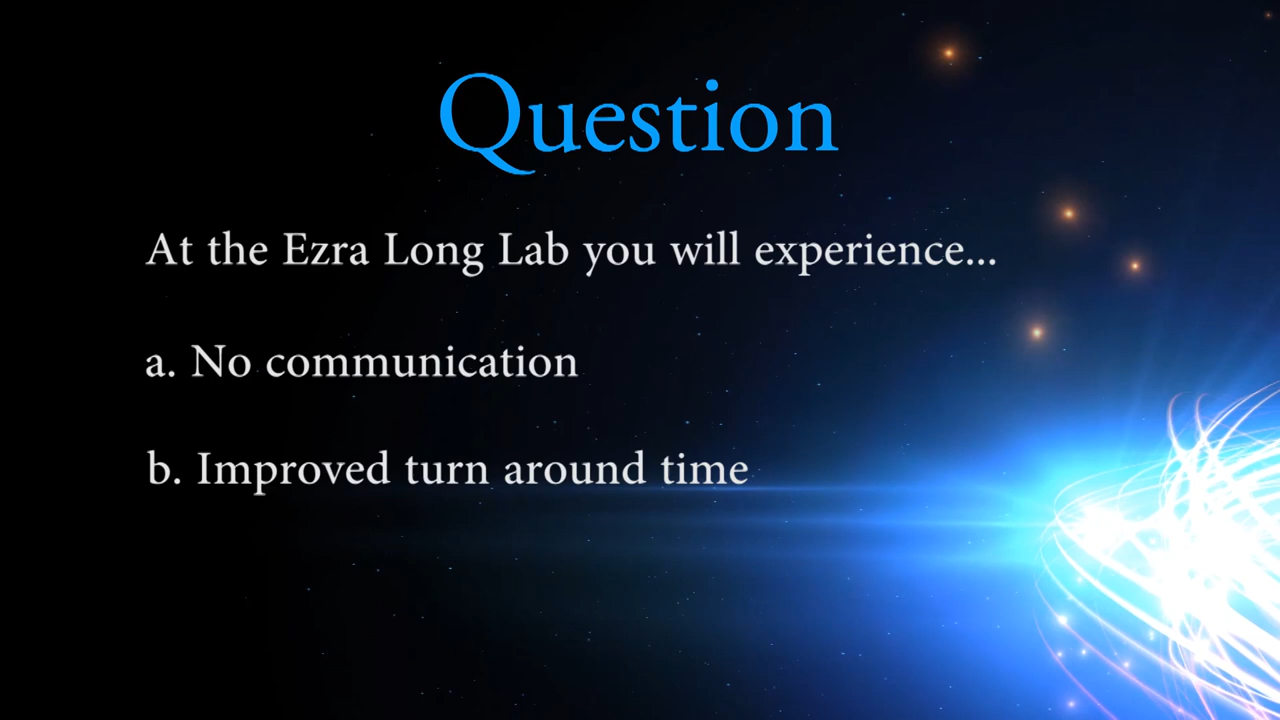 Question
At the Ezra Long Lab you will experience...
a. No communication
b. Improved turn around time